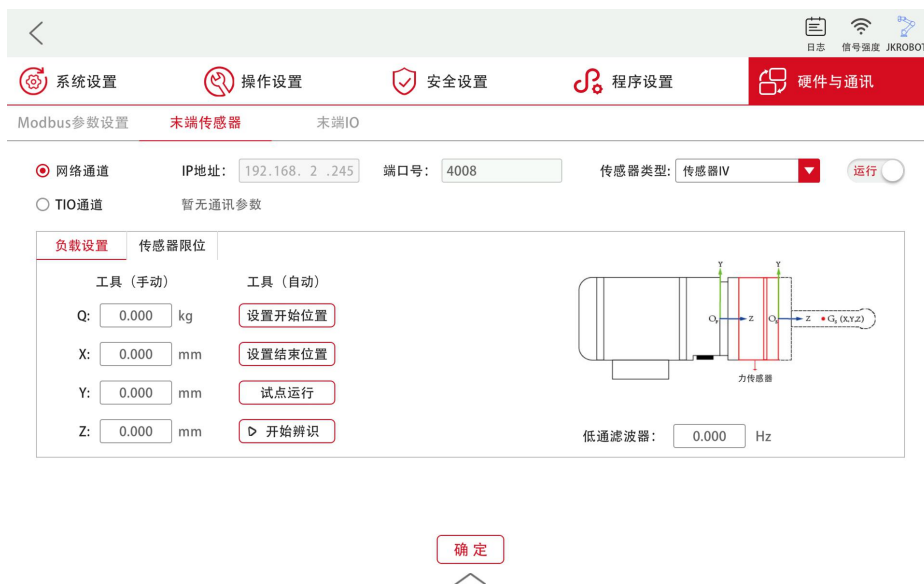 日志 信号强度 JKROBOT
系统设置 操作设置 安全设置 程序设置 硬件与通讯
Modbus参数设置 末端传感器 末端IO
网络通道 IP地址: 192.168. 2 .245 端口号: 4008 传感器类型: 传感器IV 运行
TIO通道 暂无通讯参数
负载设置 传感器限位
工具（手动） 工具（自动）
Q: 0.000 kg 设置开始位置
X: 0.000 mm 设置结束位置
Y: 0.000 mm 试点运行
Z: 0.000 mm 开始辨识
Y Y
Z Z G (X,Y,Z)
力传感器
低通滤波器: 0.000 Hz
确定